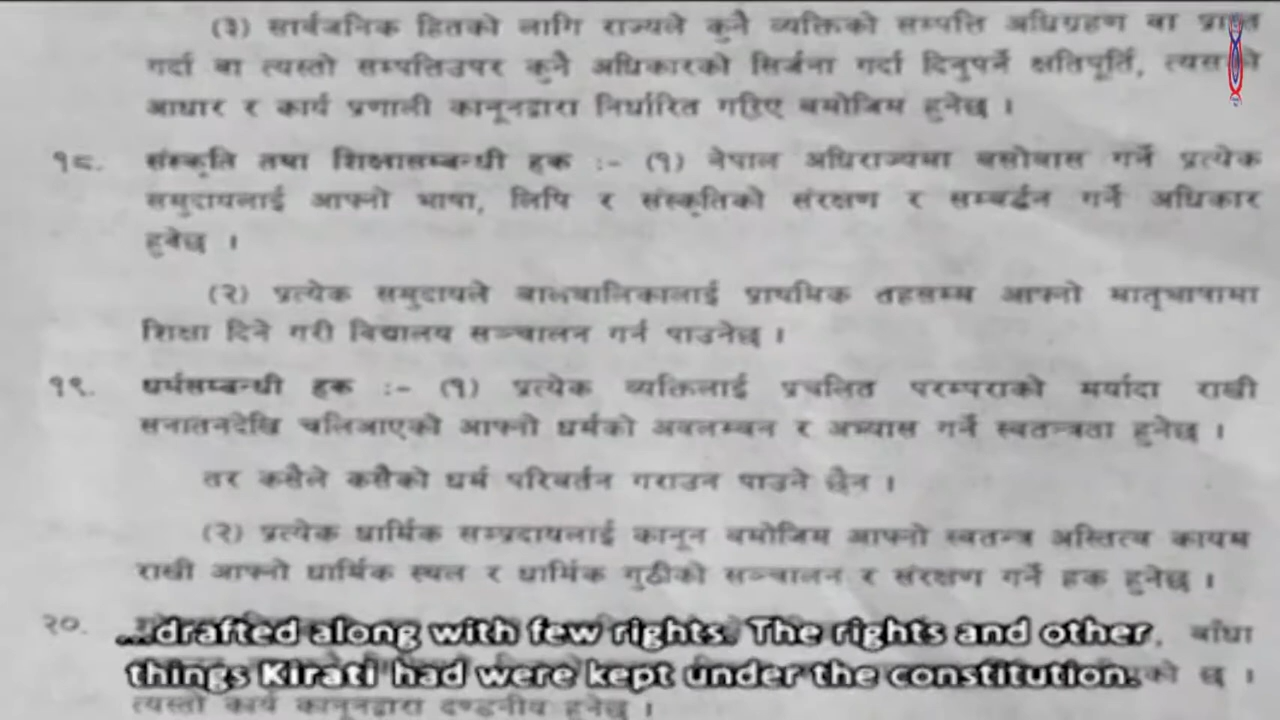 (३) सार्वजनिक हितको लागि राज्यले कुनै व्यक्तिको सम्पत्ति अधिग्रहण वा प्राप्त
गर्दा वा त्यस्तो सम्पत्तिउपर कुनै अधिकारको सिर्जना गर्दा दिनुपर्ने क्षतिपूर्ति, त्यसको
आधार र कार्य प्रणाली कानूनद्वारा निर्धारित गरिए बमोजिम हुनेछ ।
१८. संस्कृति तथा शिक्षासम्बन्धी हक :- (१) नेपाल अधिराज्यमा बसोबास गर्ने प्रत्येक
समुदायलाई आफ्नो भाषा, लिपि र संस्कृतिको संरक्षण र सम्बर्द्धन गर्ने अधिकार
हुनेछ ।
(२) प्रत्येक समुदायले बालबालिकालाई प्राथमिक तहसम्म आफ्नो मातृभाषामा
शिक्षा दिने गरी विद्यालय सञ्चालन गर्न पाउनेछ ।
१९. धर्मसम्बन्धी हक :- (१) प्रत्येक व्यक्तिलाई प्रचलित परम्पराको मर्यादा राखी
सनातनदेखि चलिआएको आफ्नो धर्मको अवलम्बन र अभ्यास गर्ने स्वतन्त्रता हुनेछ ।
तर कसैले कसैको धर्म परिवर्तन गराउन पाउने छैन ।
(२) प्रत्येक धार्मिक सम्प्रदायलाई कानून बमोजिम आफ्नो स्वतन्त्र अस्तित्व कायम
राखी आफ्नो धार्मिक स्थल र धार्मिक गुठीको सञ्चालन र संरक्षण गर्ने हक हुनेछ ।
२०. , बाँधा
...drafted along with few rights. The rights and other
things Kirati had were kept under the constitution.
छ ।
त्यस्तो कार्य कानूनद्वारा दण्डनीय हुनेछ ।